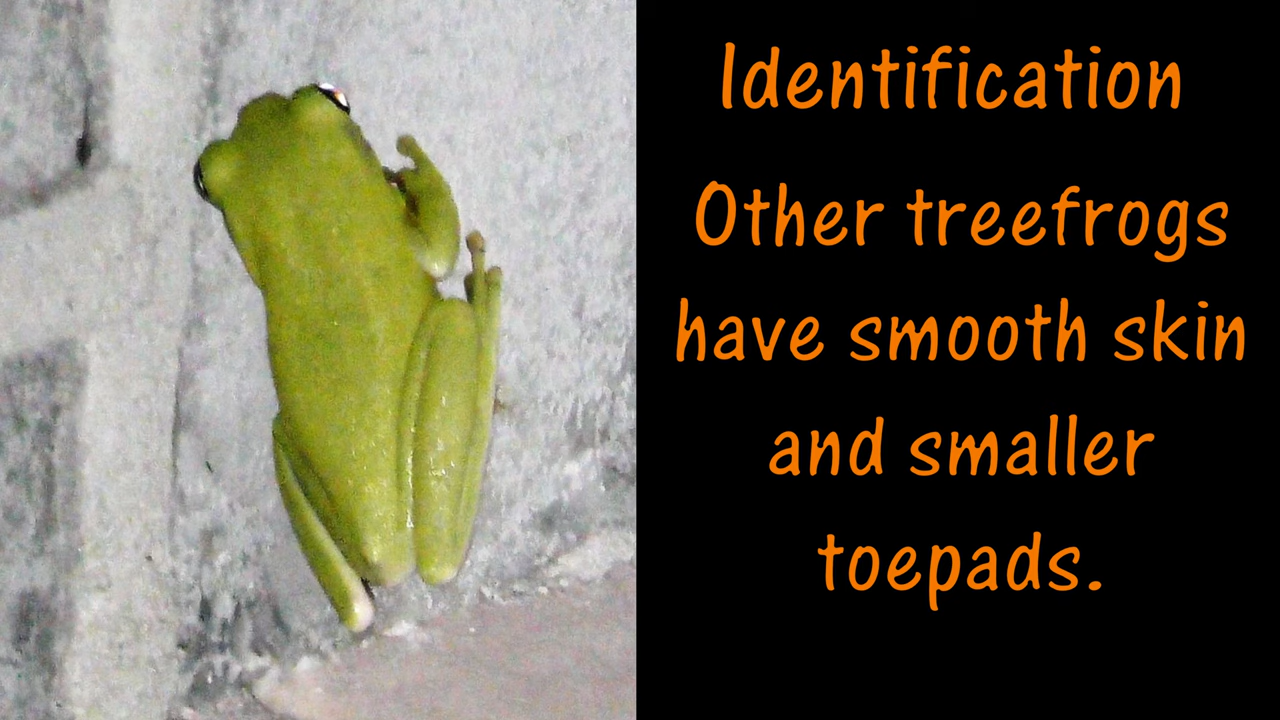 Identification
Other treefrogs
have smooth skin
and smaller
toepads.